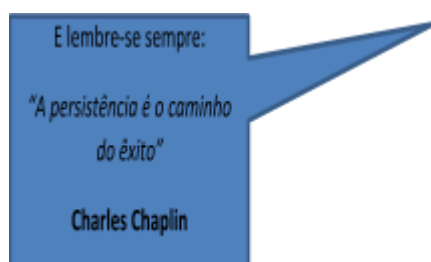 E lembre-se sempre:
“A persistência é o caminho
do êxito”
Charles Chaplin